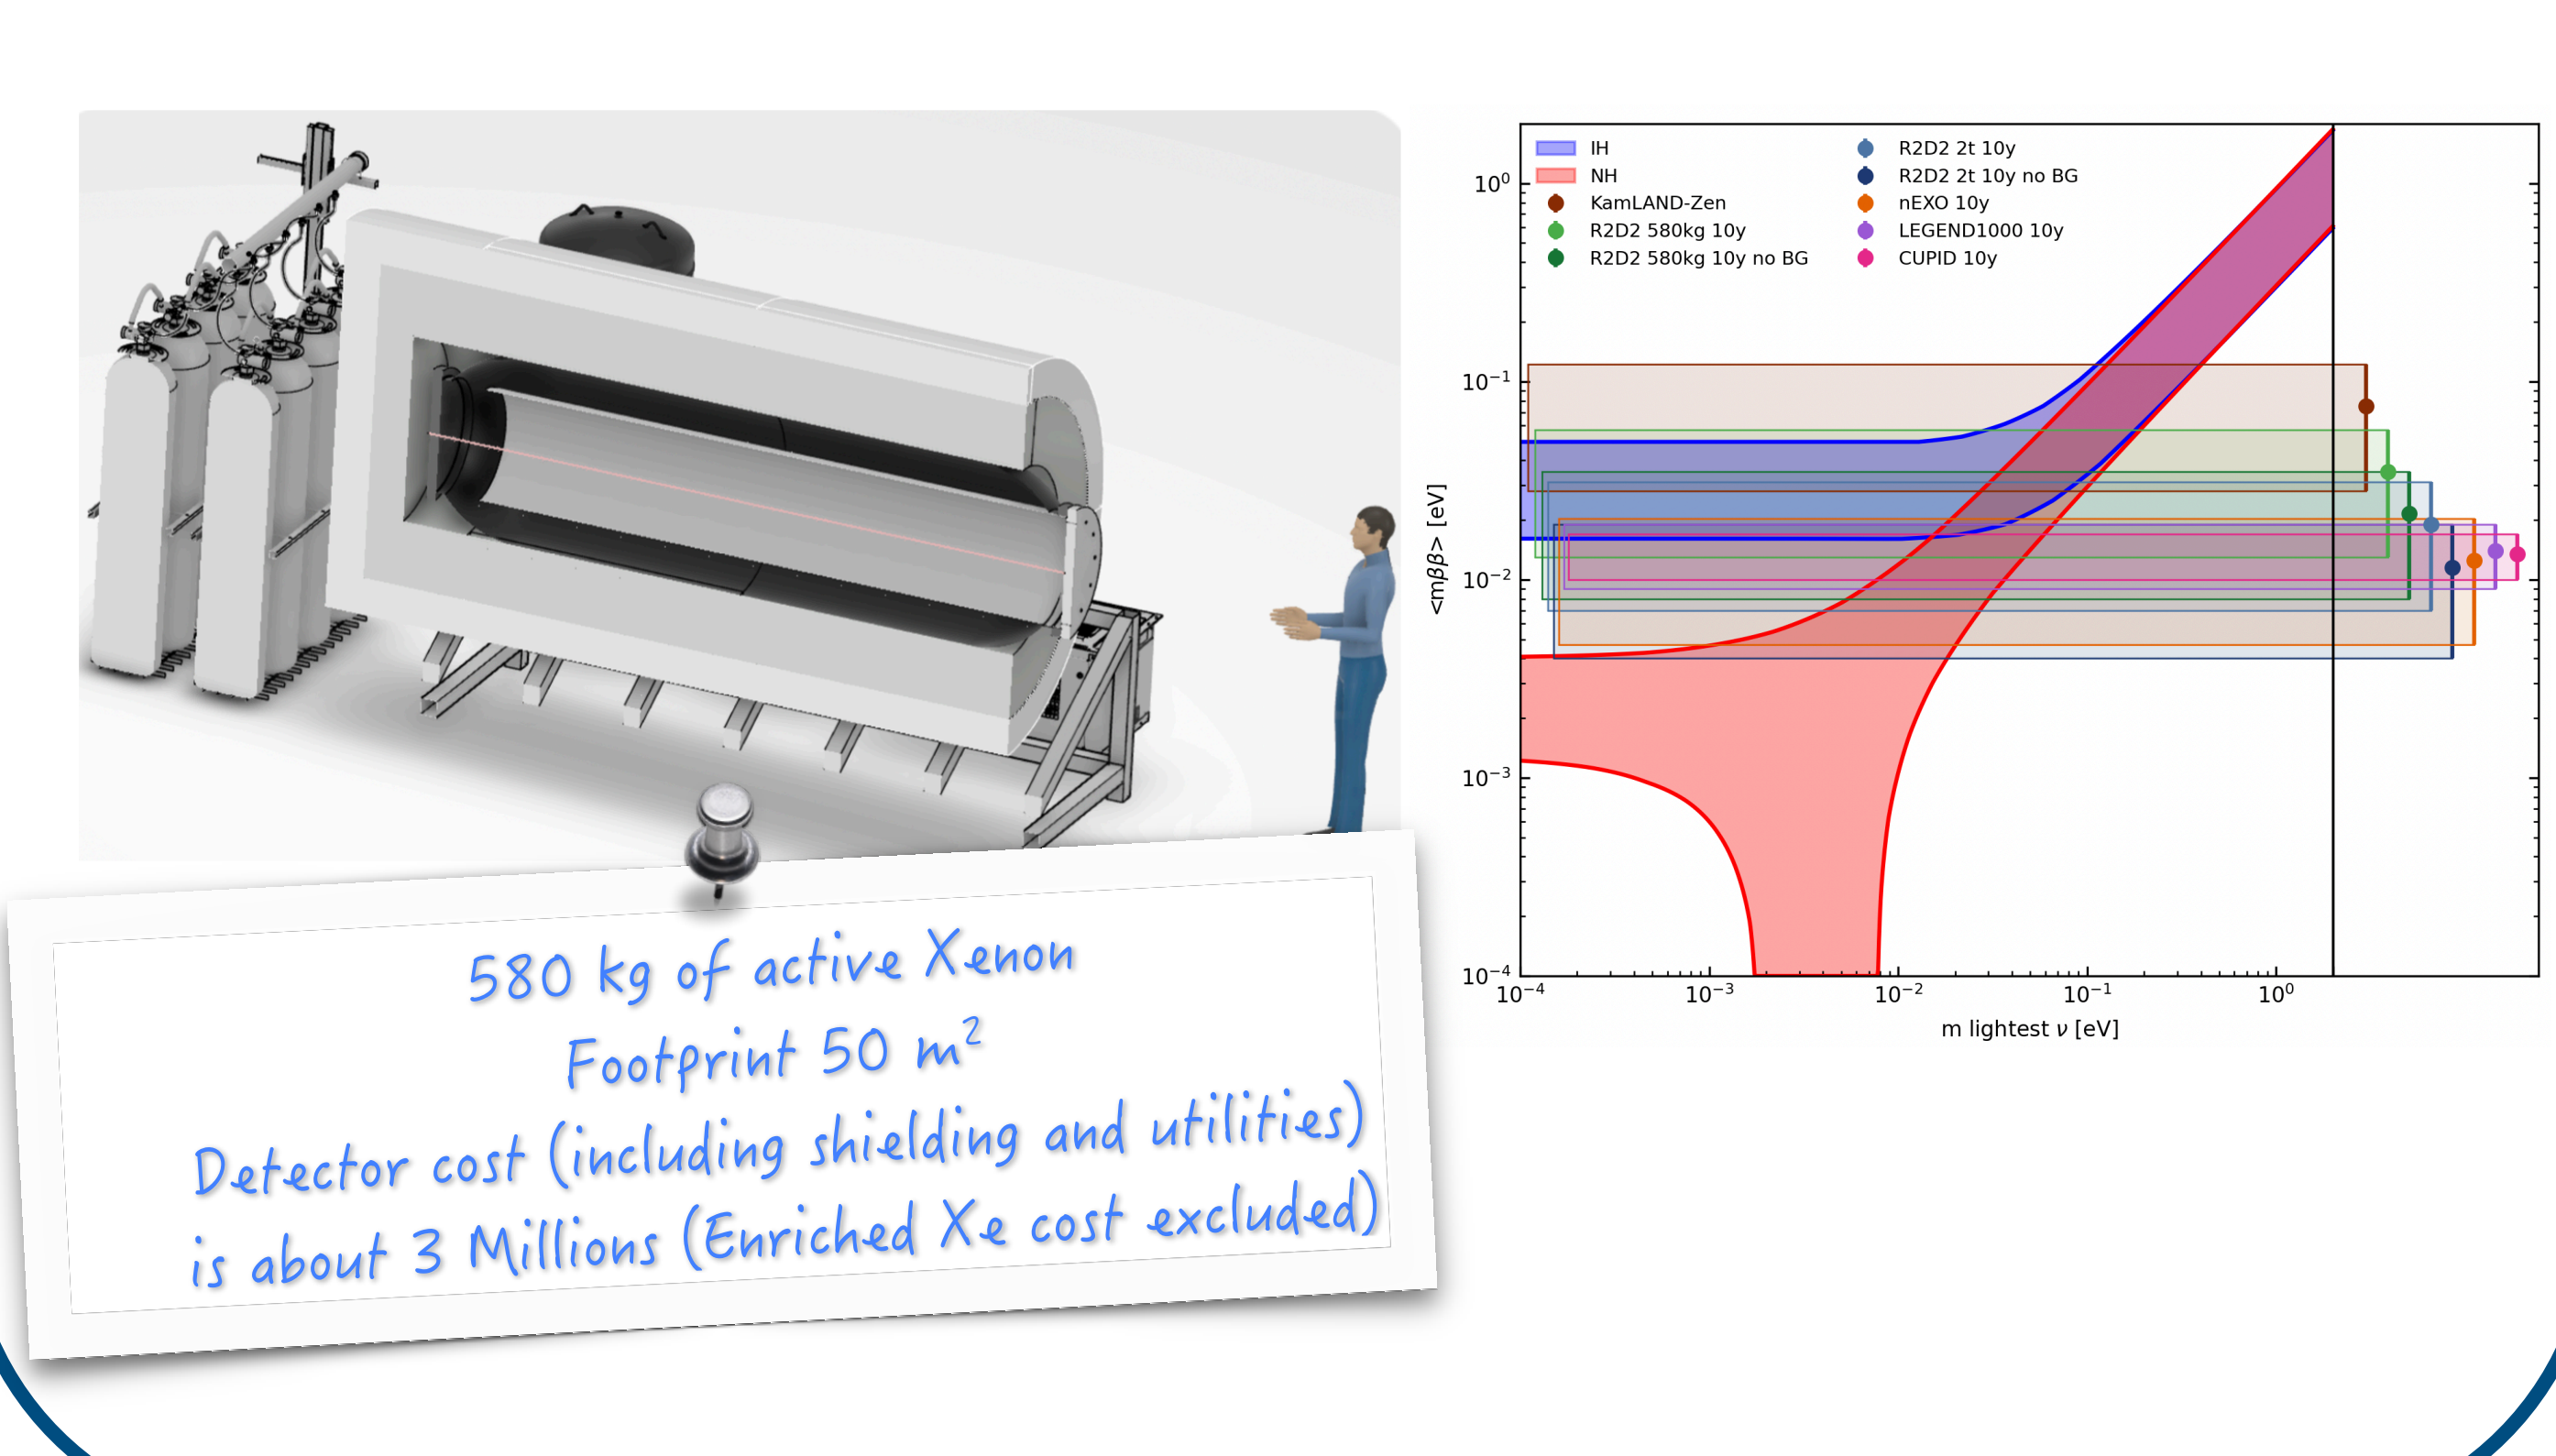 IH
NH
KamLAND-Zen
R2D2 580kg 10y
R2D2 580kg 10y no BG
R2D2 2t 10y
R2D2 2t 10y no BG
nEXO 10y
LEGEND1000 10y
CUPID 10y
<mββ> [eV]
10⁰
10⁻¹
10⁻²
10⁻³
10⁻⁴
10⁻⁴ 10⁻³ 10⁻² 10⁻¹ 10⁰
m lightest ν [eV]
580 kg of active Xenon
Footprint 50 m²
Detector cost (including shielding and utilities)
is about 3 Millions (Enriched Xe cost excluded)